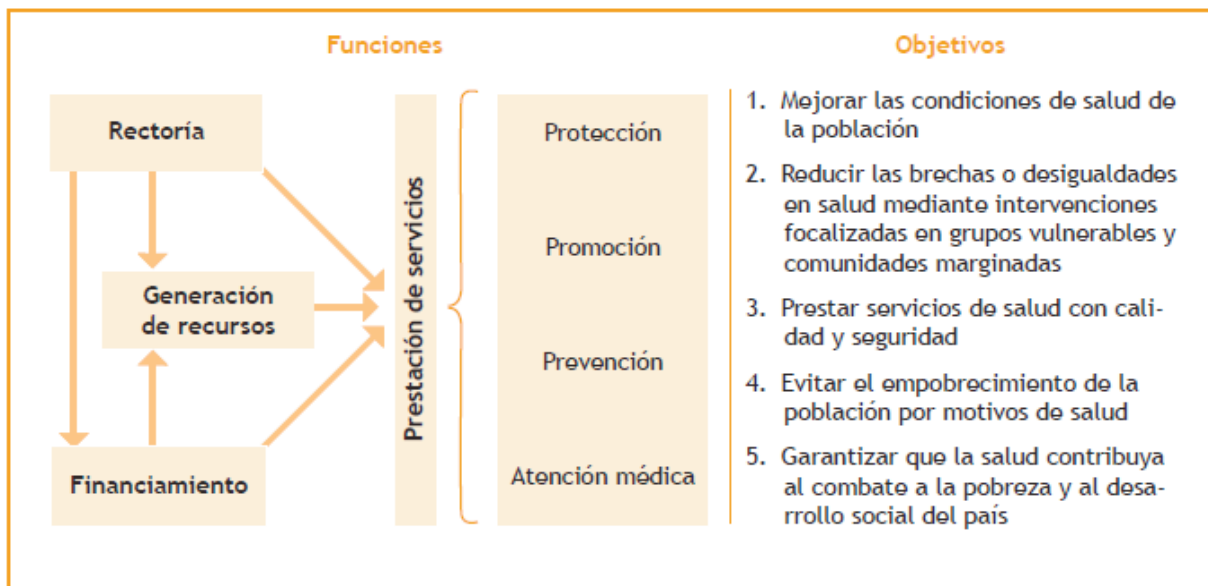 Funciones
Objetivos
Rectoría
Generación
de recursos
Financiamiento
Prestación de servicios
Protección
Promoción
Prevención
Atención médica
1. Mejorar las condiciones de salud de
la población
2. Reducir las brechas o desigualdades
en salud mediante intervenciones
focalizadas en grupos vulnerables y
comunidades marginadas
3. Prestar servicios de salud con cali-
dad y seguridad
4. Evitar el empobrecimiento de la
población por motivos de salud
5. Garantizar que la salud contribuya
al combate a la pobreza y al desa-
rrollo social del país